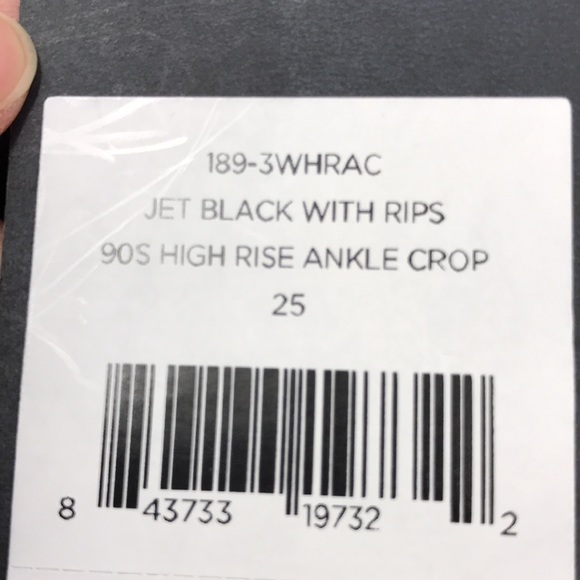 189-3WHRAC
JET BLACK WITH RIPS
90S HIGH RISE ANKLE CROP
25
8 43733 19732 2